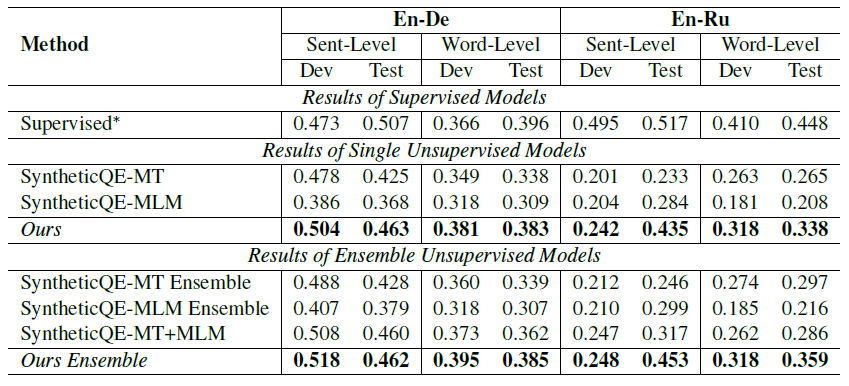 En-De En-Ru
Method Sent-Level Word-Level Sent-Level Word-Level
Dev Test Dev Test Dev Test Dev Test
Results of Supervised Models
Supervised* 0.473 0.507 0.366 0.396 0.495 0.517 0.410 0.448
Results of Single Unsupervised Models
SyntheticQE-MT 0.478 0.425 0.349 0.338 0.201 0.233 0.263 0.265
SyntheticQE-MLM 0.386 0.368 0.318 0.309 0.204 0.284 0.181 0.208
Ours 0.504 0.463 0.381 0.383 0.242 0.435 0.318 0.338
Results of Ensemble Unsupervised Models
SyntheticQE-MT Ensemble 0.488 0.428 0.360 0.339 0.212 0.246 0.274 0.297
SyntheticQE-MLM Ensemble 0.407 0.379 0.318 0.307 0.210 0.299 0.185 0.216
SyntheticQE-MT+MLM 0.508 0.460 0.373 0.362 0.247 0.317 0.262 0.286
Ours Ensemble 0.518 0.462 0.395 0.385 0.248 0.453 0.318 0.359